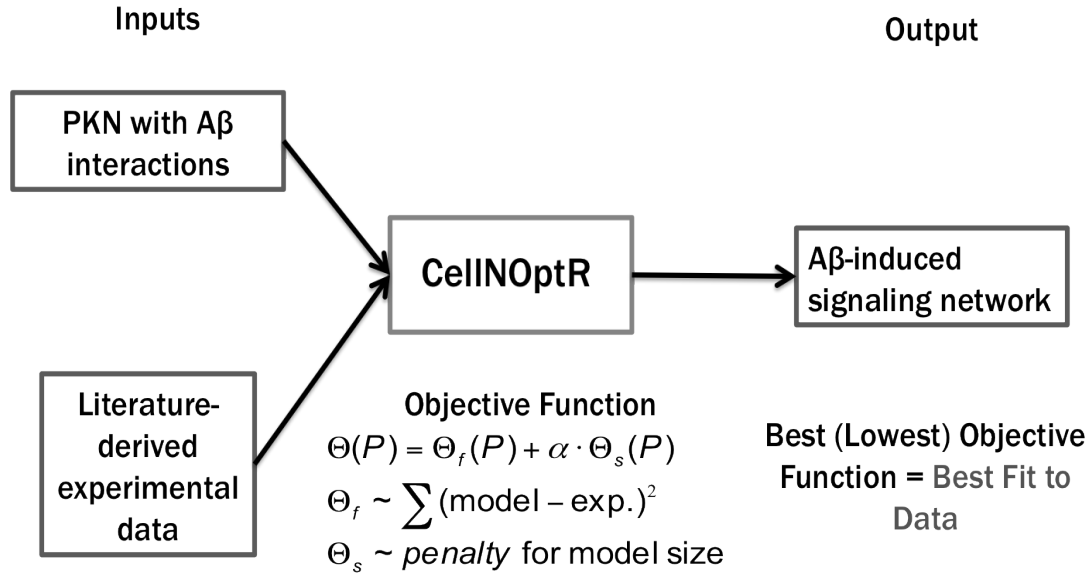 Inputs
Output
PKN with Aβ
interactions
CellNOptR
Aβ-induced
signaling network
Literature-
derived
experimental
data
Objective Function
Θ(P) = Θf(P) + α · Θs(P)
Θf ~ ∑(model – exp.)²
Θs ~ penalty for model size
Best (Lowest) Objective
Function = Best Fit to
Data